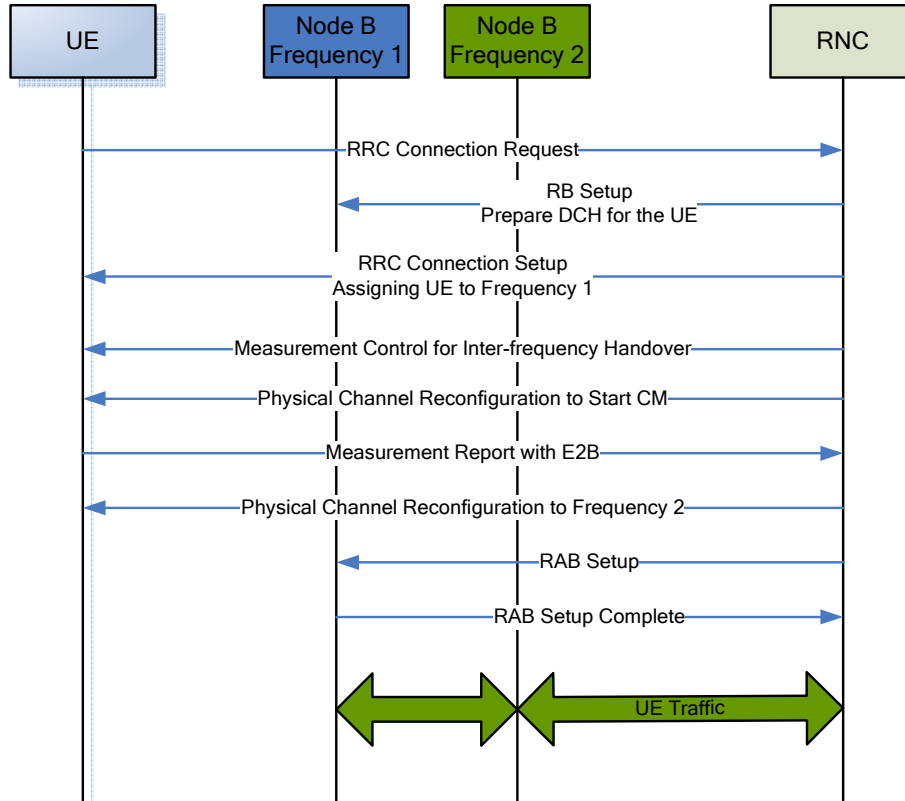 UE
Node B
Frequency 1
Node B
Frequency 2
RNC
RRC Connection Request
RB Setup
Prepare DCH for the UE
RRC Connection Setup
Assigning UE to Frequency 1
Measurement Control for Inter-frequency Handover
Physical Channel Reconfiguration to Start CM
Measurement Report with E2B
Physical Channel Reconfiguration to Frequency 2
RAB Setup
RAB Setup Complete
UE Traffic